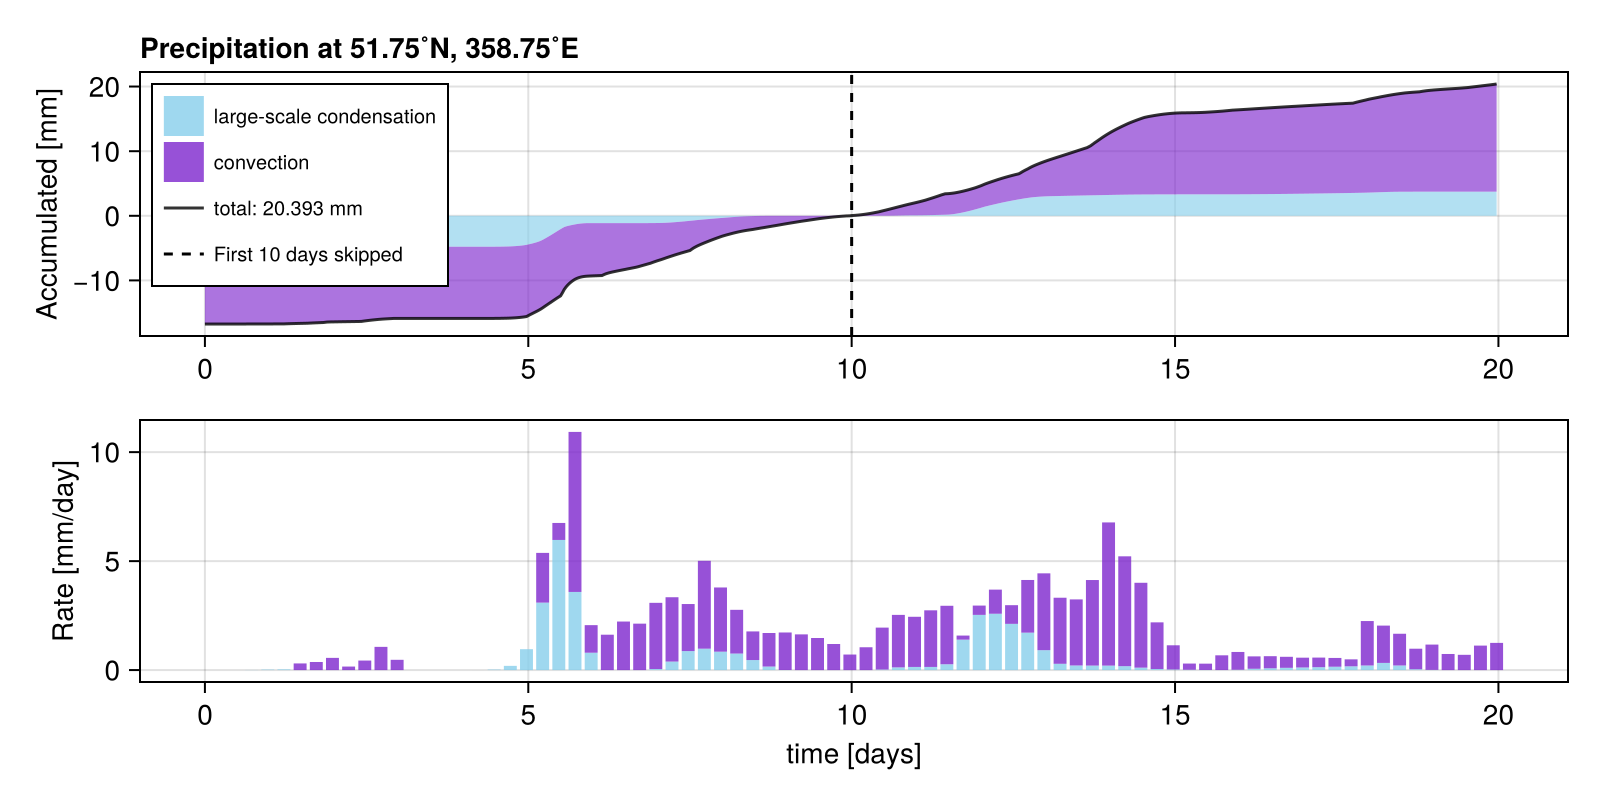 Precipitation at 51.75˚N, 358.75˚E
Accumulated [mm]
20
10
0
−10
large-scale condensation
convection
total: 20.393 mm
First 10 days skipped
0 5 10 15 20
Rate [mm/day]
10
5
0
0 5 10 15 20
time [days]